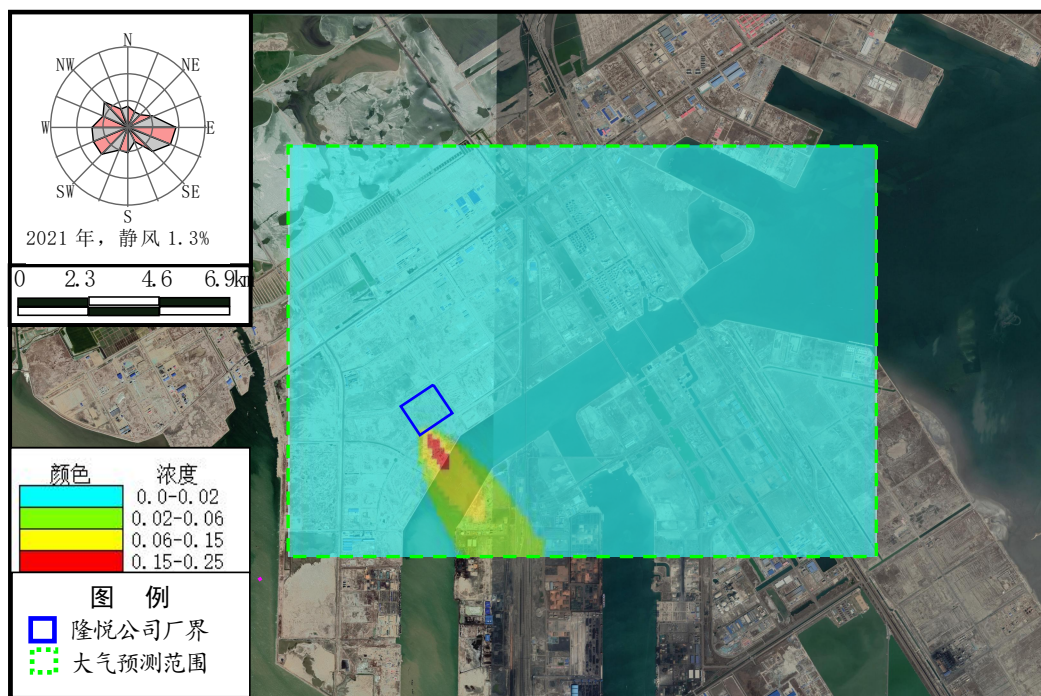 N
NW NE
W E
SW SE
S
2021 年，静风 1.3%
0 2.3 4.6 6.9km
颜色 浓度
0.0-0.02
0.02-0.06
0.06-0.15
0.15-0.25
图 例
隆悦公司厂界
大气预测范围